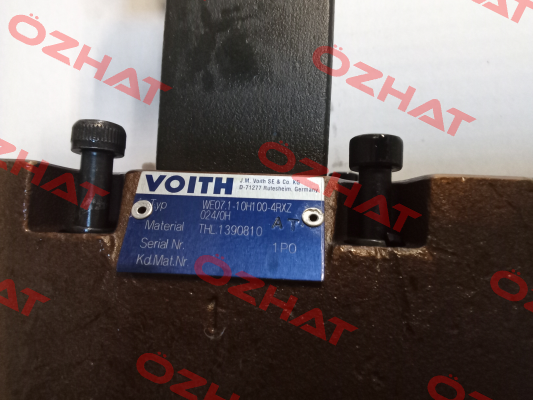 VOITH
J.M. Voith SE & Co. KG
D-71277 Rutesheim, Germany
Typ WE07.1-10H100-4RXZ
024/0H A T
Material THL.1390810
Serial Nr. 1PO
Kd.Mat.Nr.
ÖZHAT
ÖZHAT
ÖZHAT
ÖZHAT
ÖZHAT
ÖZHAT
ÖZHAT
ÖZHAT